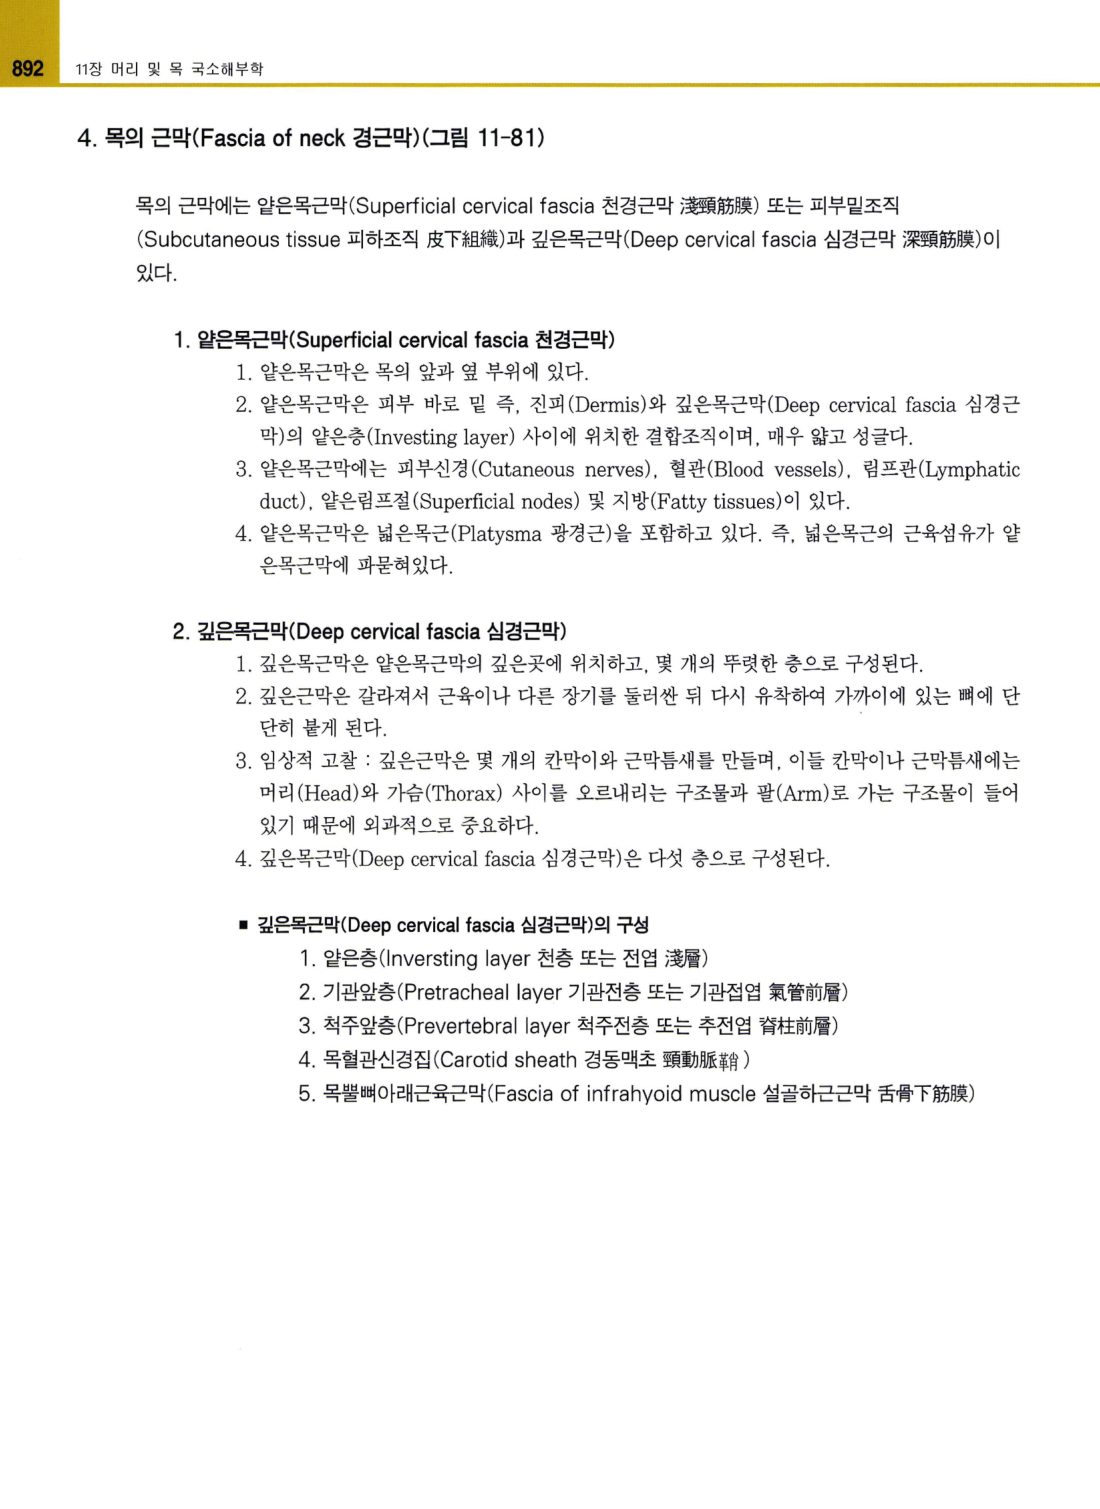 892
11장 머리 및 목 국소해부학
4. 목의 근막(Fascia of neck 경근막)(그림 11-81)
목의 근막에는 얕은목근막(Superficial cervical fascia 천경근막 淺頸筋膜) 또는 피부밑조직
(Subcutaneous tissue 피하조직 皮下組織)과 깊은목근막(Deep cervical fascia 심경근막 深頸筋膜)이
있다.
1. 얕은목근막(Superficial cervical fascia 천경근막)
1. 얕은목근막은 목의 앞과 옆 부위에 있다.
2. 얕은목근막은 피부 바로 밑 즉, 진피(Dermis)와 깊은목근막(Deep cervical fascia 심경근
막)의 얕은층(Investing layer) 사이에 위치한 결합조직이며, 매우 얇고 성글다.
3. 얕은목근막에는 피부신경(Cutaneous nerves), 혈관(Blood vessels), 림프관(Lymphatic
duct), 얕은림프절(Superficial nodes) 및 지방(Fatty tissues)이 있다.
4. 얕은목근막은 넓은목근(Platysma 광경근)을 포함하고 있다. 즉, 넓은목근의 근육섬유가 얕
은목근막에 파묻혀있다.
2. 깊은목근막(Deep cervical fascia 심경근막)
1. 깊은목근막은 얕은목근막의 깊은곳에 위치하고, 몇 개의 뚜렷한 층으로 구성된다.
2. 깊은근막은 갈라져서 근육이나 다른 장기를 둘러싼 뒤 다시 유착하여 가까이에 있는 뼈에 단
단히 붙게 된다.
3. 임상적 고찰 : 깊은근막은 몇 개의 칸막이와 근막틈새를 만들며, 이들 칸막이나 근막틈새에는
머리(Head)와 가슴(Thorax) 사이를 오르내리는 구조물과 팔(Arm)로 가는 구조물이 들어
있기 때문에 외과적으로 중요하다.
4. 깊은목근막(Deep cervical fascia 심경근막)은 다섯 층으로 구성된다.
■ 깊은목근막(Deep cervical fascia 심경근막)의 구성
1. 얕은층(Inversting layer 천층 또는 전엽 淺層)
2. 기관앞층(Pretracheal layer 기관전층 또는 기관접엽 氣管前層)
3. 척주앞층(Prevertebral layer 척주전층 또는 추전엽 脊柱前層)
4. 목혈관신경집(Carotid sheath 경동맥초 頸動脈鞘)
5. 목뿔뼈아래근육근막(Fascia of infrahyoid muscle 설골하근근막 舌骨下筋膜)